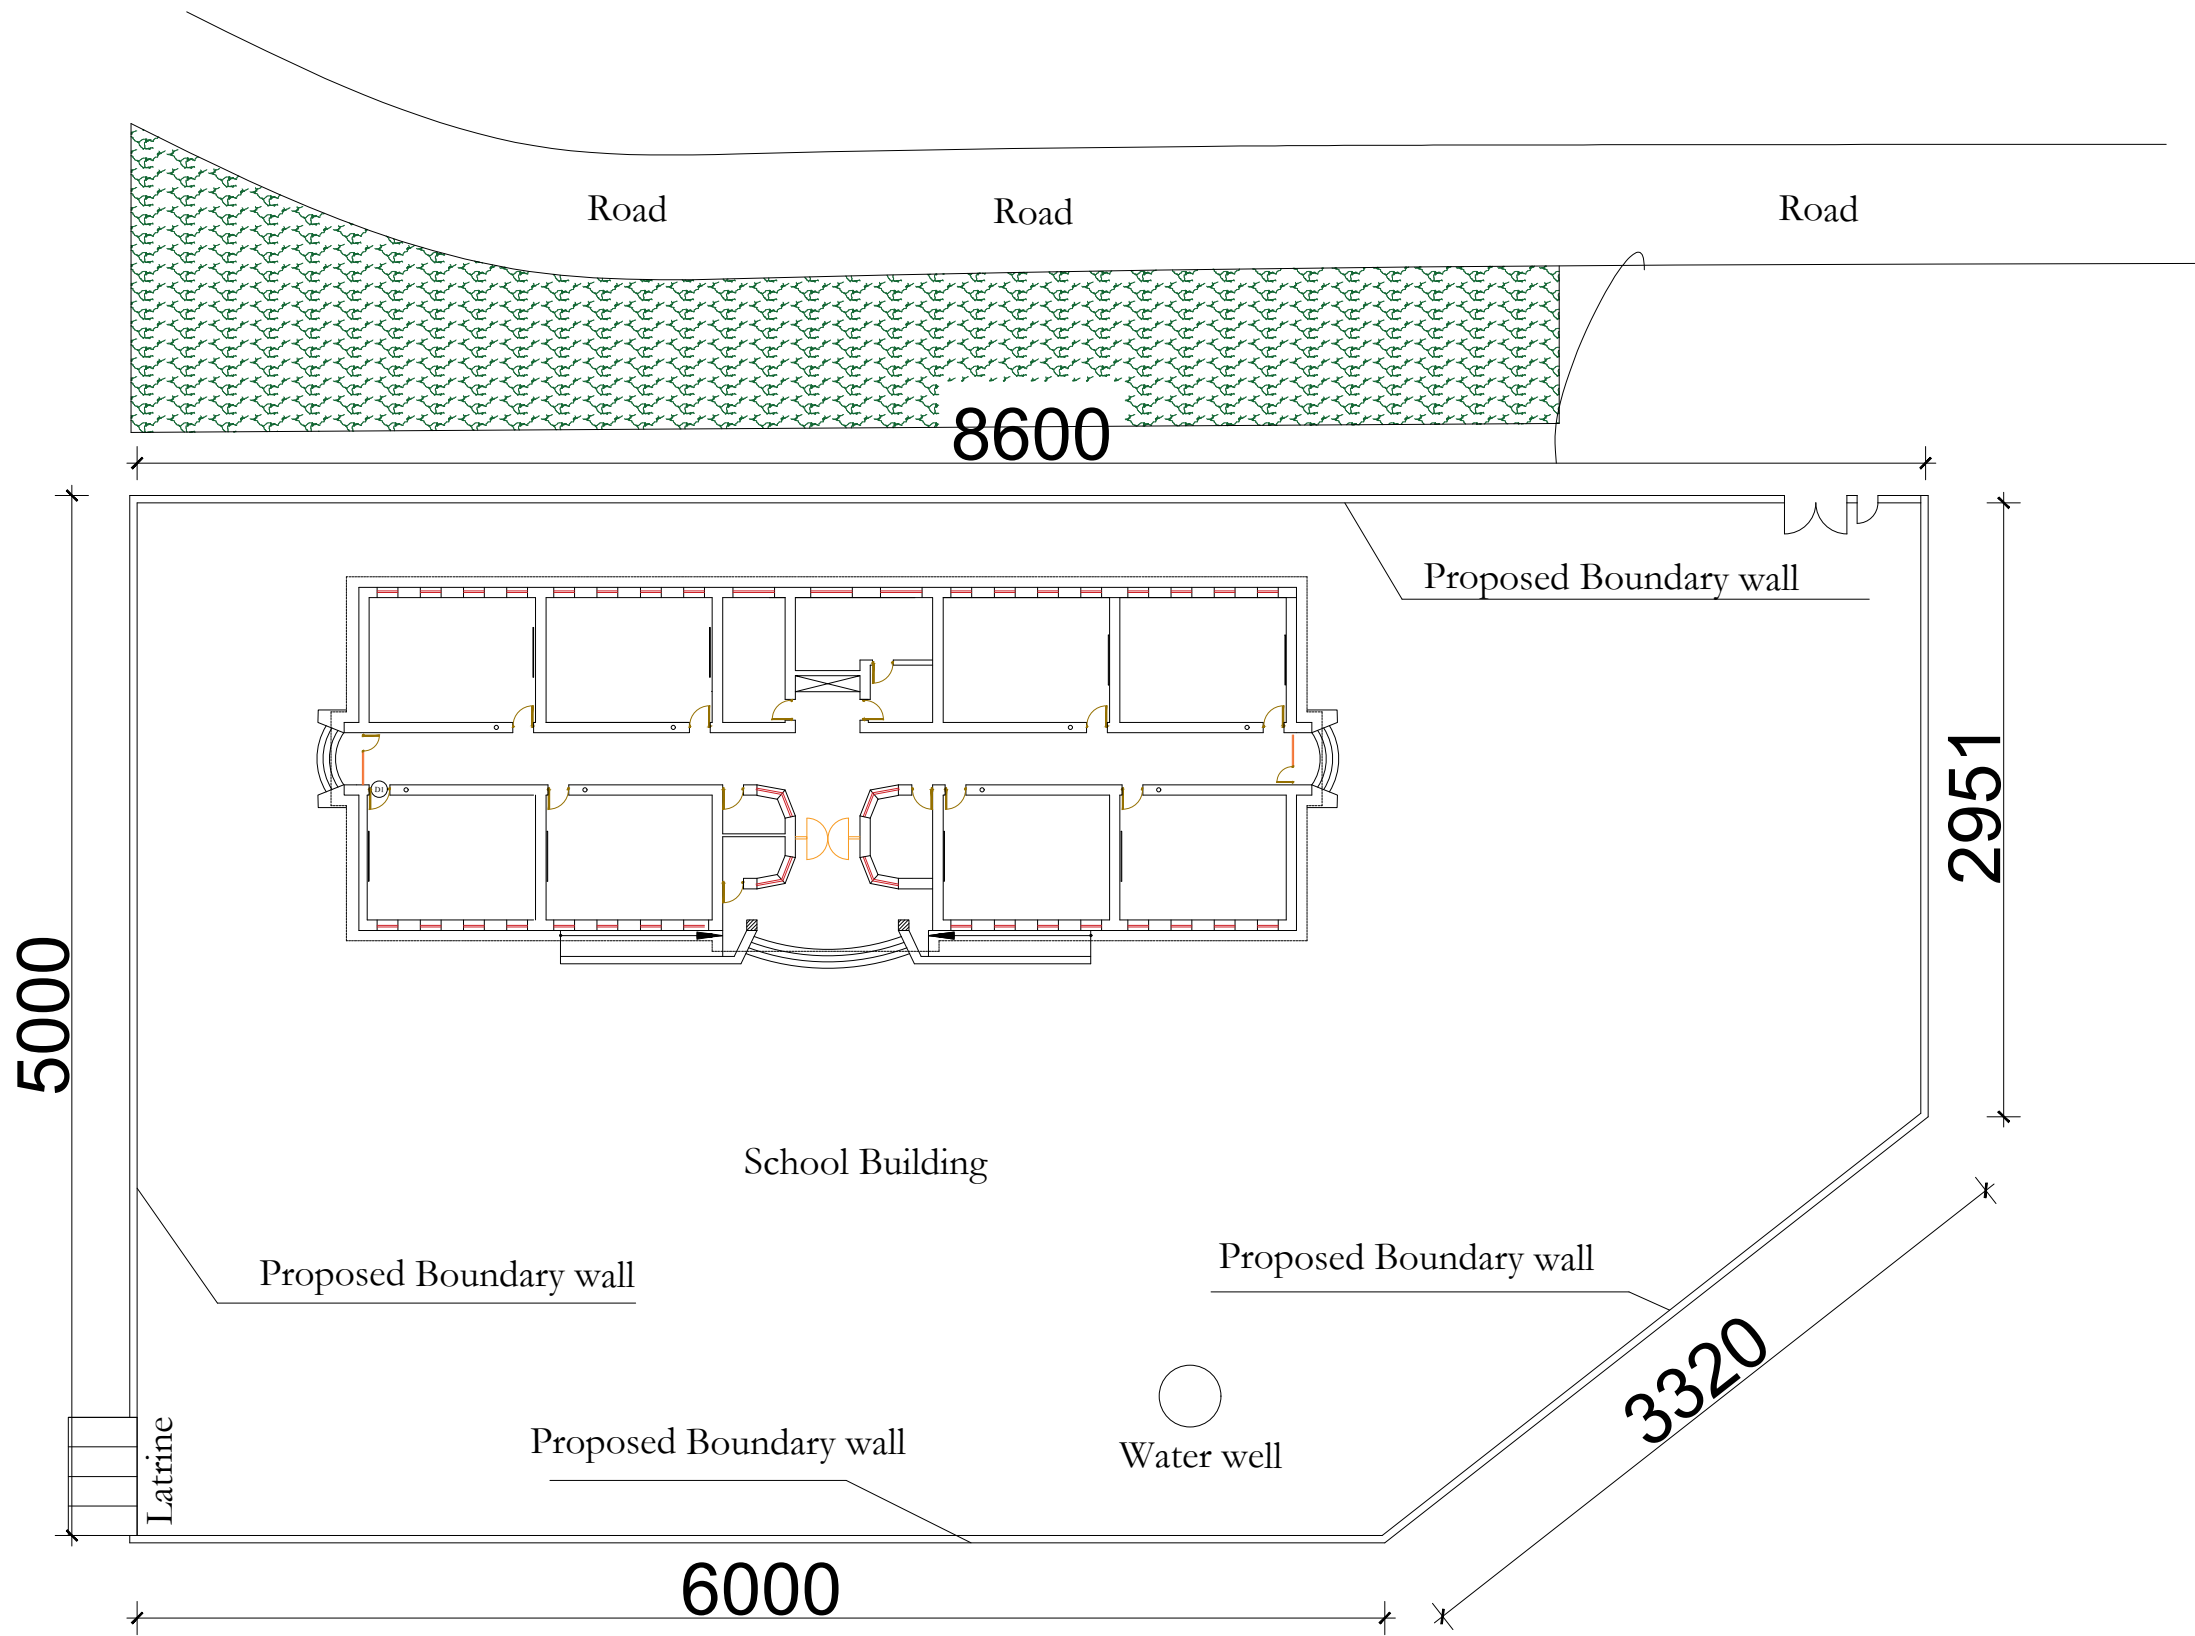 Road
Road
Road
8600
Proposed Boundary wall
2951
D1
5000
School Building
Proposed Boundary wall
Proposed Boundary wall
3320
Proposed Boundary wall
Water well
Latrine
6000